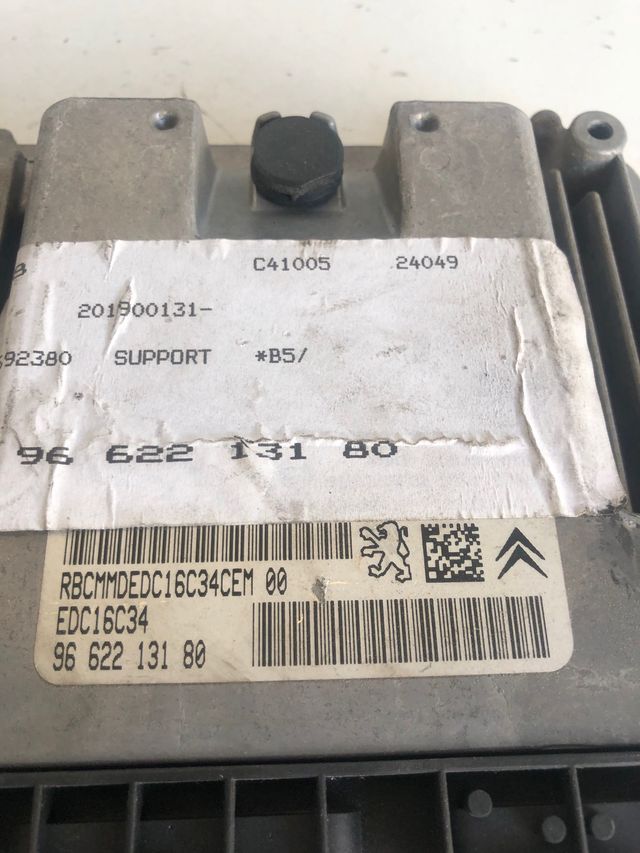 C41005 24049
201900131-
92380 SUPPORT *B5/
96 622 131 80
RBCMMDEDC16C34CEM 00
EDC16C34
96 622 131 80